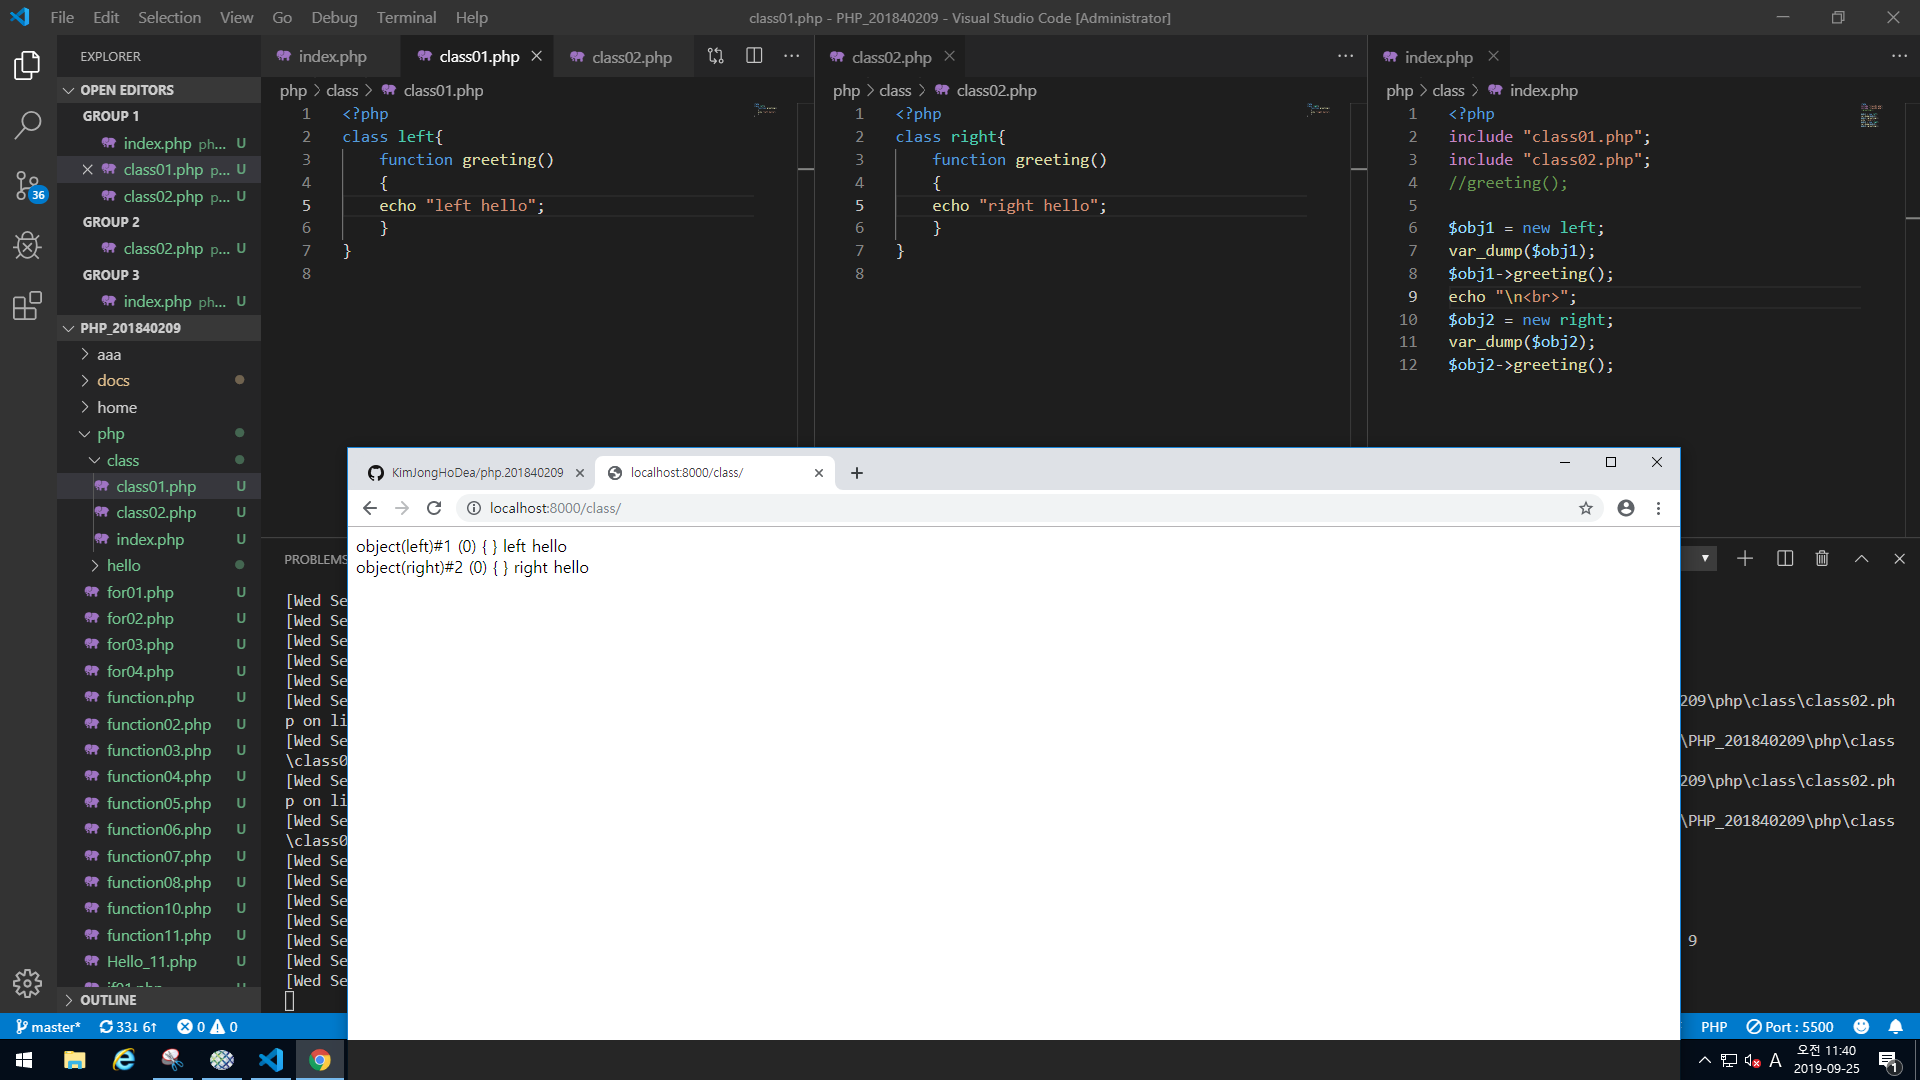 File Edit Selection View Go Debug Terminal Help
class01.php - PHP_201840209 - Visual Studio Code [Administrator]
EXPLORER
OPEN EDITORS
GROUP 1
index.php ph... U
class01.php p... U
class02.php p... U
GROUP 2
class02.php p... U
GROUP 3
index.php ph... U
PHP_201840209
aaa
docs
home
php
class
class01.php U
class02.php U
index.php U
hello
for01.php U
for02.php U
for03.php U
for04.php U
function.php U
function02.php U
function03.php U
function04.php U
function05.php U
function06.php U
function07.php U
function08.php U
function10.php U
function11.php U
Hello_11.php U
if01.php U
OUTLINE
36
index.php class01.php class02.php
php > class > class01.php
1 <?php
2 class left{
3 function greeting()
4 {
5 echo "left hello";
6 }
7 }
8
class02.php
php > class > class02.php
1 <?php
2 class right{
3 function greeting()
4 {
5 echo "right hello";
6 }
7 }
8
index.php
php > class > index.php
1 <?php
2 include "class01.php";
3 include "class02.php";
4 //greeting();
5
6 $obj1 = new left;
7 var_dump($obj1);
8 $obj1->greeting();
9 echo "\n<br>";
10 $obj2 = new right;
11 var_dump($obj2);
12 $obj2->greeting();
PROBLEMS
[Wed Se
[Wed Se
[Wed Se
[Wed Se
[Wed Se
[Wed Se 209\php\class\class02.ph
p on li
[Wed Se \PHP_201840209\php\class
\class0
[Wed Se 209\php\class\class02.ph
p on li
[Wed Se \PHP_201840209\php\class
\class0
[Wed Se
[Wed Se
[Wed Se
[Wed Se
[Wed Se 9
[Wed Se
[Wed Se
KimJongHoDea/php.201840209
localhost:8000/class/
localhost:8000/class/
object(left)#1 (0) { } left hello
object(right)#2 (0) { } right hello
master* 33↓ 6↑ 0 0
PHP Port : 5500
A
오전 11:40
2019-09-25
1